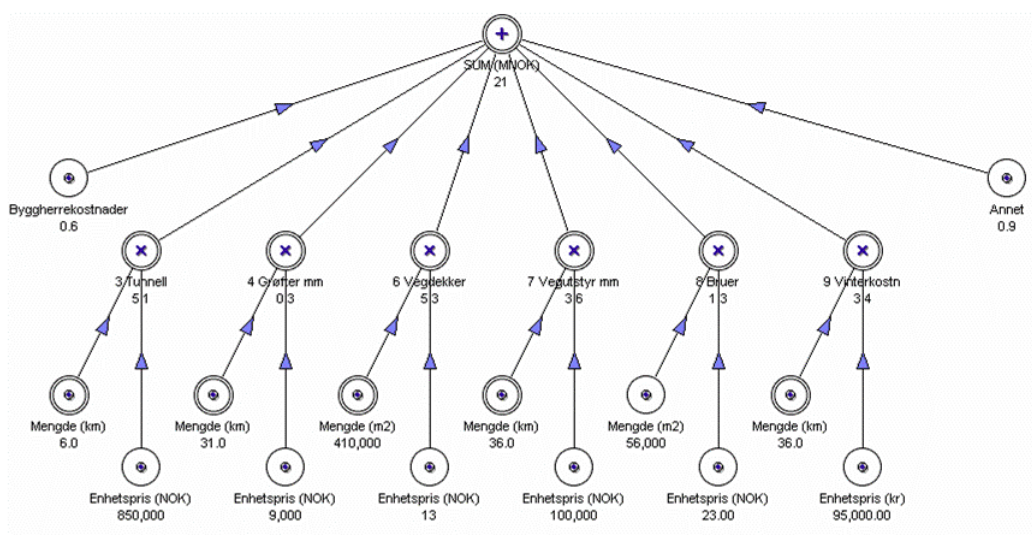 SUM (MNOK)
21
Byggherrekostnader
0.6
Annet
0.9
3 Tunnell
5.1
4 Grøfter mm
0.3
6 Vegdekker
5.3
7 Vegutstyr mm
3.6
8 Bruer
1.3
9 Vinterkostn
3.4
Mengde (km)
6.0
Mengde (km)
31.0
Mengde (m2)
410,000
Mengde (km)
36.0
Mengde (m2)
56,000
Mengde (km)
36.0
Enhetspris (NOK)
850,000
Enhetspris (NOK)
9,000
Enhetspris (NOK)
13
Enhetspris (NOK)
100,000
Enhetspris (NOK)
23.00
Enhetspris (kr)
95,000.00